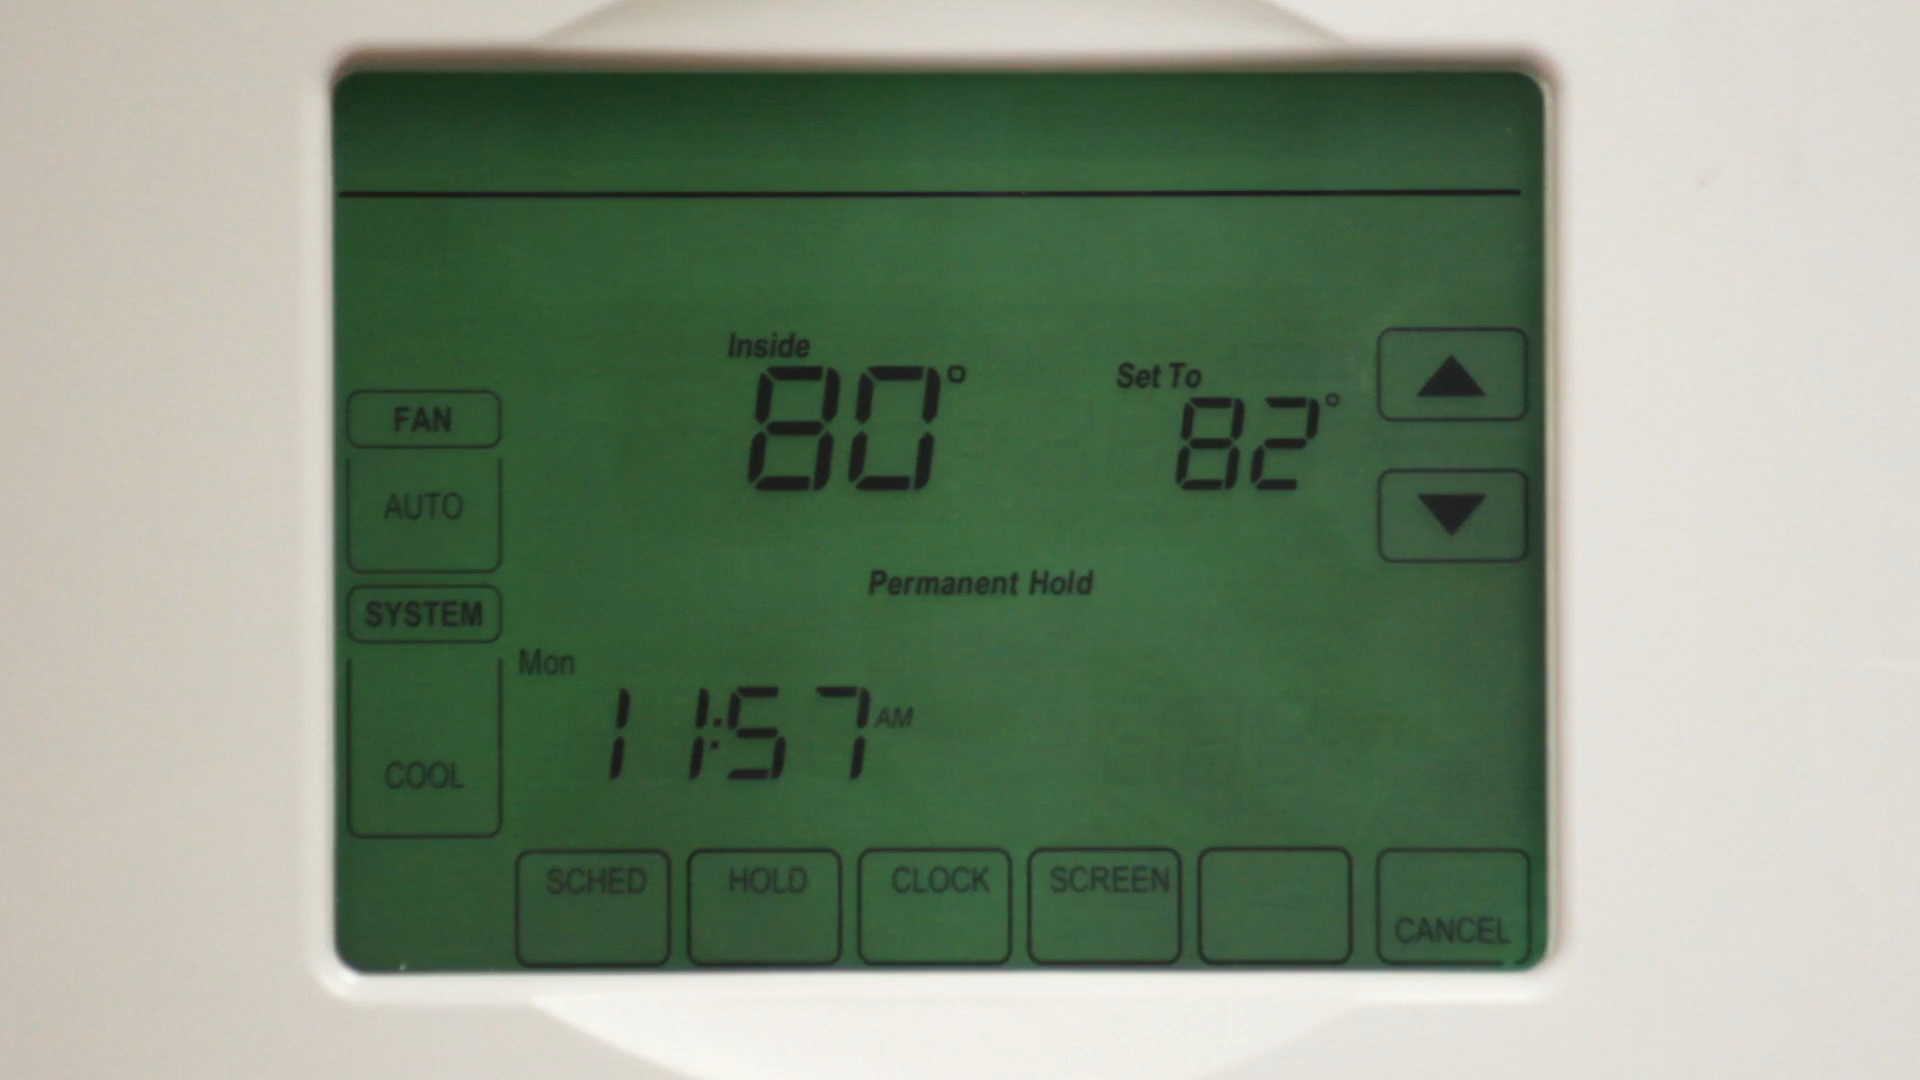 Inside
80°
Set To
82°
FAN
AUTO
Permanent Hold
SYSTEM
Mon
11:57 AM
COOL
SCHED
HOLD
CLOCK
SCREEN
CANCEL